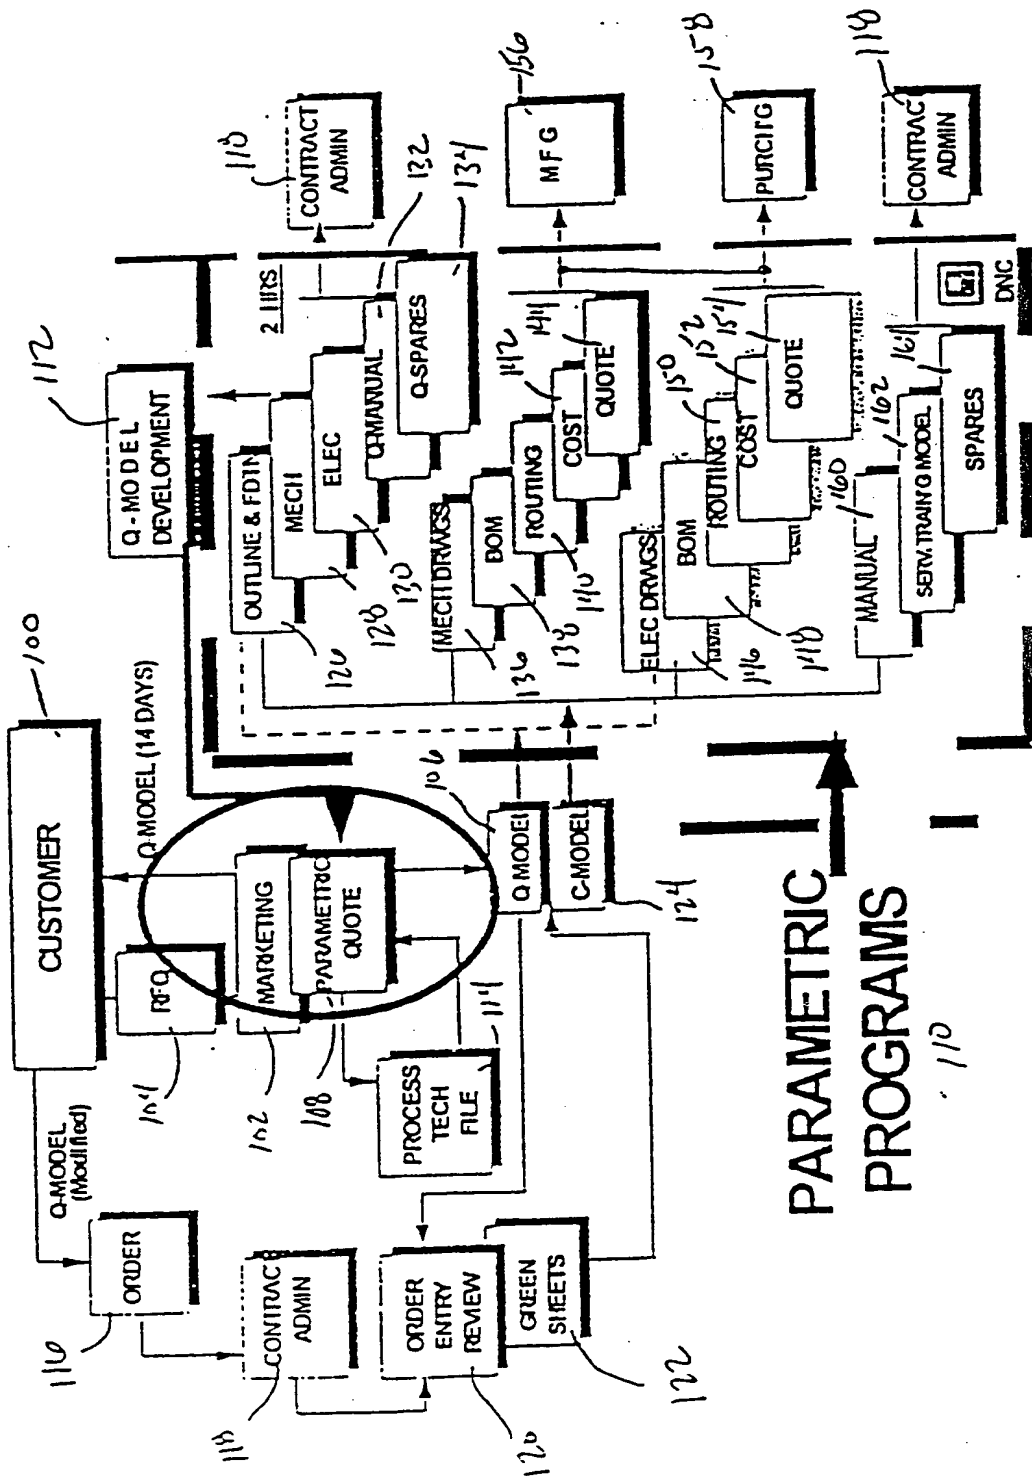 100
CUSTOMER
Q-MODEL
(Modified)
Q-MODEL (14 DAYS)
112
Q-MODEL
DEVELOPMENT
116
ORDER
104
RFQ
118
CONTRACT
ADMIN
102
MARKETING
108
PARAMETRIC
QUOTE
120
ORDER
ENTRY
REVIEW
122
GREEN
SHEETS
PROCESS
TECH
FILE
114
106
Q MODEL
C-MODEL
124
PARAMETRIC
PROGRAMS
110
2 HRS
OUTLINE & FDTN
126
MECH
128
ELEC
130
Q-MANUAL
132
Q-SPARES
134
118
CONTRACT
ADMIN
MECH DRWGS
136
BOM
138
ROUTING
140
COST
142
QUOTE
144
156
MFG
ELEC DRWGS
146
BOM
148
ROUTING
150
COST
152
QUOTE
154
158
MANUAL
160
SERV. TRAINING MODEL
162
SPARES
164
DNC
118
CONTRAC
ADMIN